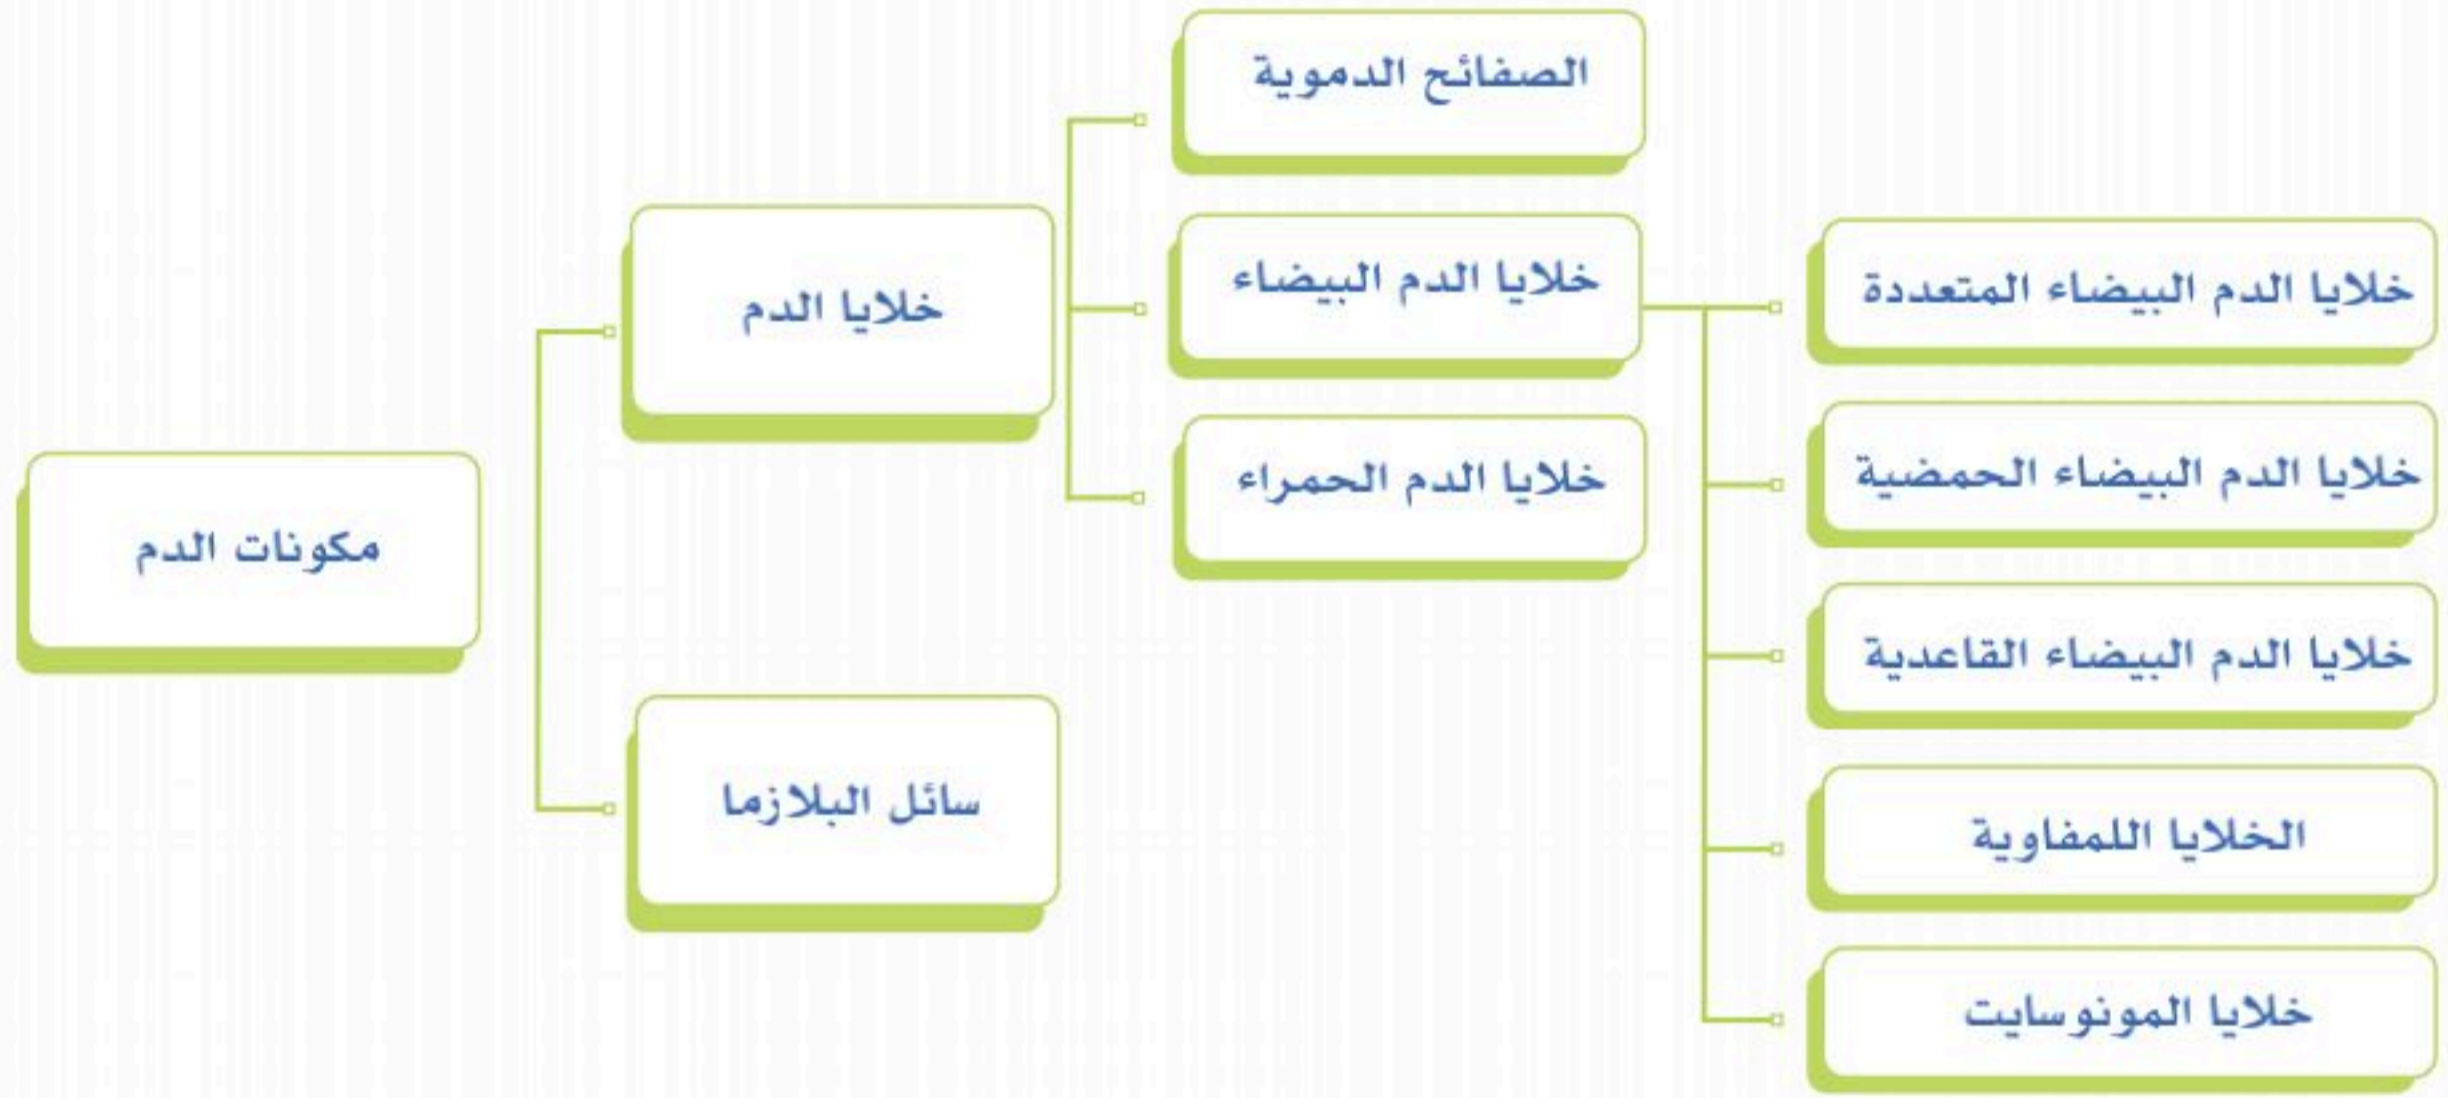 مكونات الدم
خلايا الدم
سائل البلازما
الصفائح الدموية
خلايا الدم البيضاء
خلايا الدم الحمراء
خلايا الدم البيضاء المتعددة
خلايا الدم البيضاء الحمضية
خلايا الدم البيضاء القاعدية
الخلايا اللمفاوية
خلايا المونوسايت